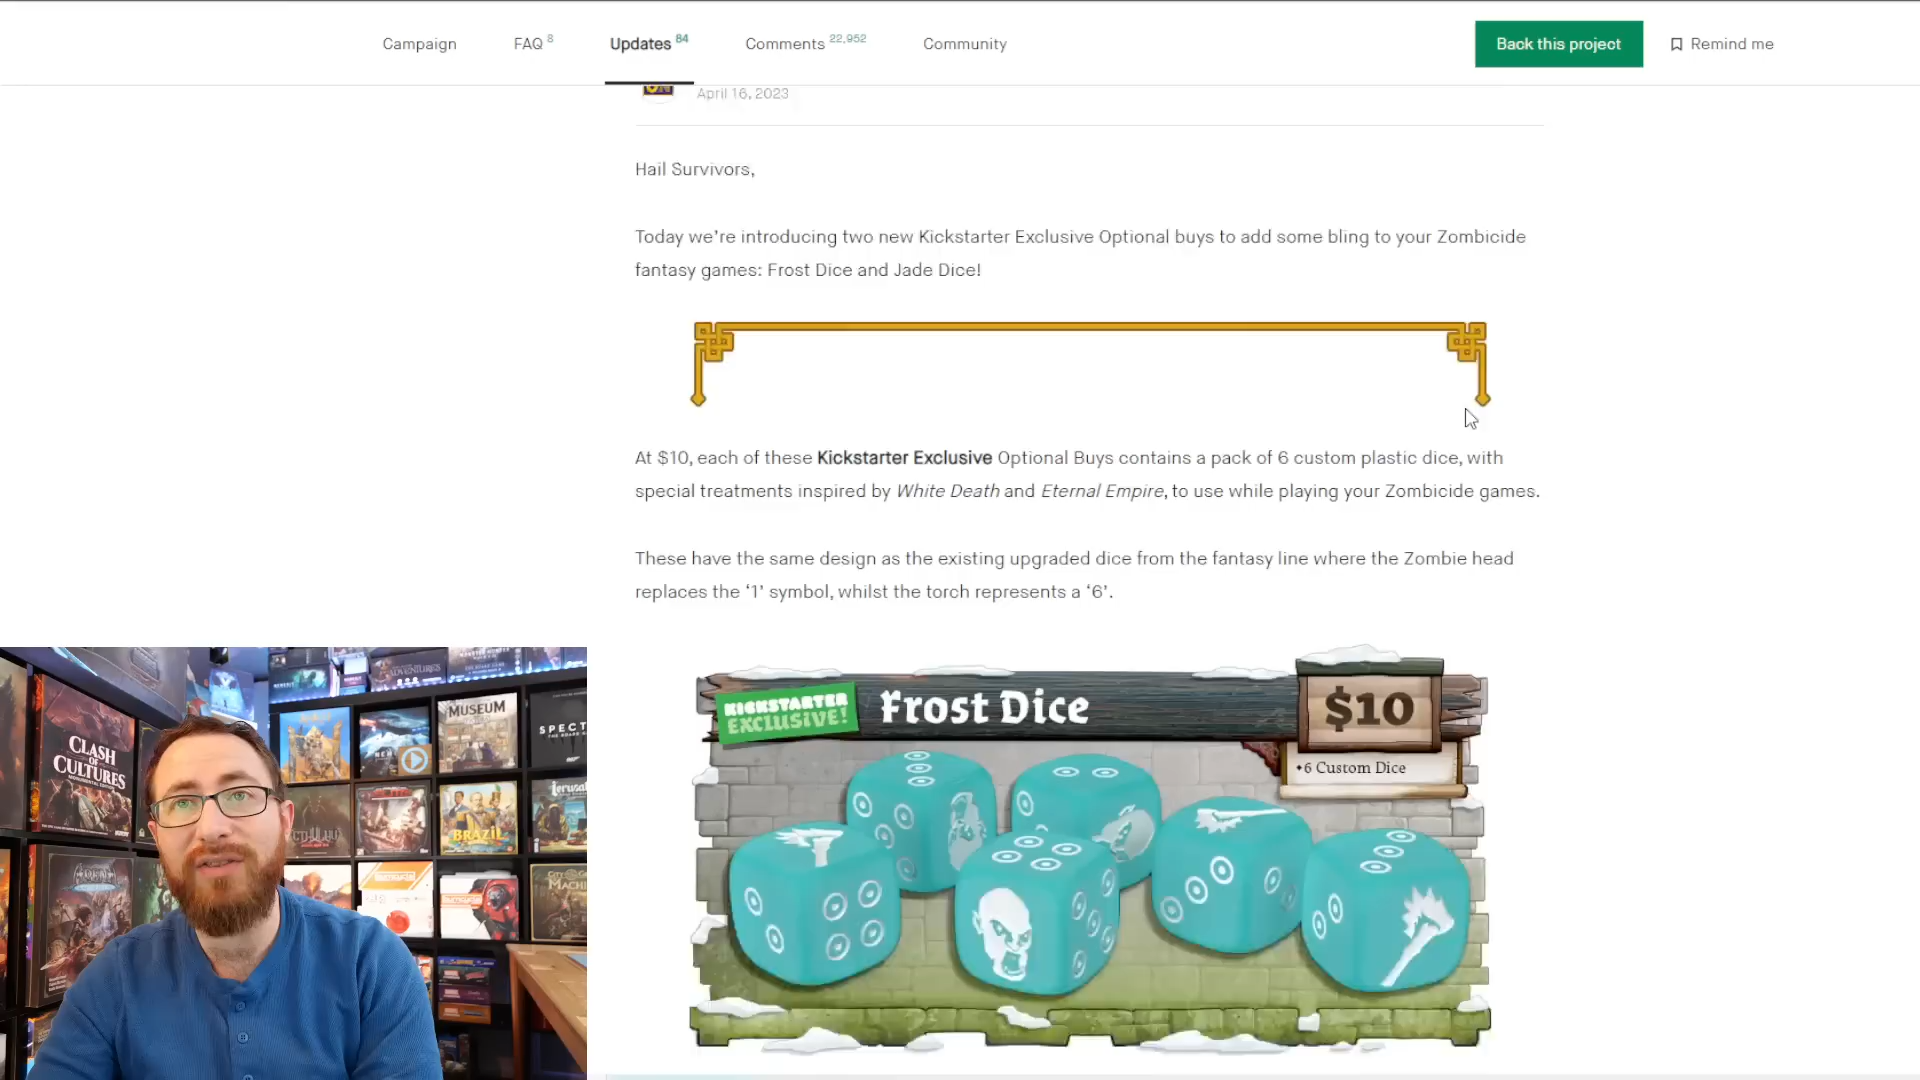 Campaign
FAQ 8
Updates 84
Comments 22,952
Community
Back this project
Remind me
April 16, 2023
Hail Survivors,
Today we're introducing two new Kickstarter Exclusive Optional buys to add some bling to your Zombicide
fantasy games: Frost Dice and Jade Dice!
At $10, each of these Kickstarter Exclusive Optional Buys contains a pack of 6 custom plastic dice, with
special treatments inspired by White Death and Eternal Empire, to use while playing your Zombicide games.
These have the same design as the existing upgraded dice from the fantasy line where the Zombie head
replaces the ‘1’ symbol, whilst the torch represents a ‘6’.
KICKSTARTER
EXCLUSIVE!
Frost Dice
$10
•6 Custom Dice
CLASH
OF
CULTURES
MONUMENTAL EDITION
MUSEUM
BRAZIL